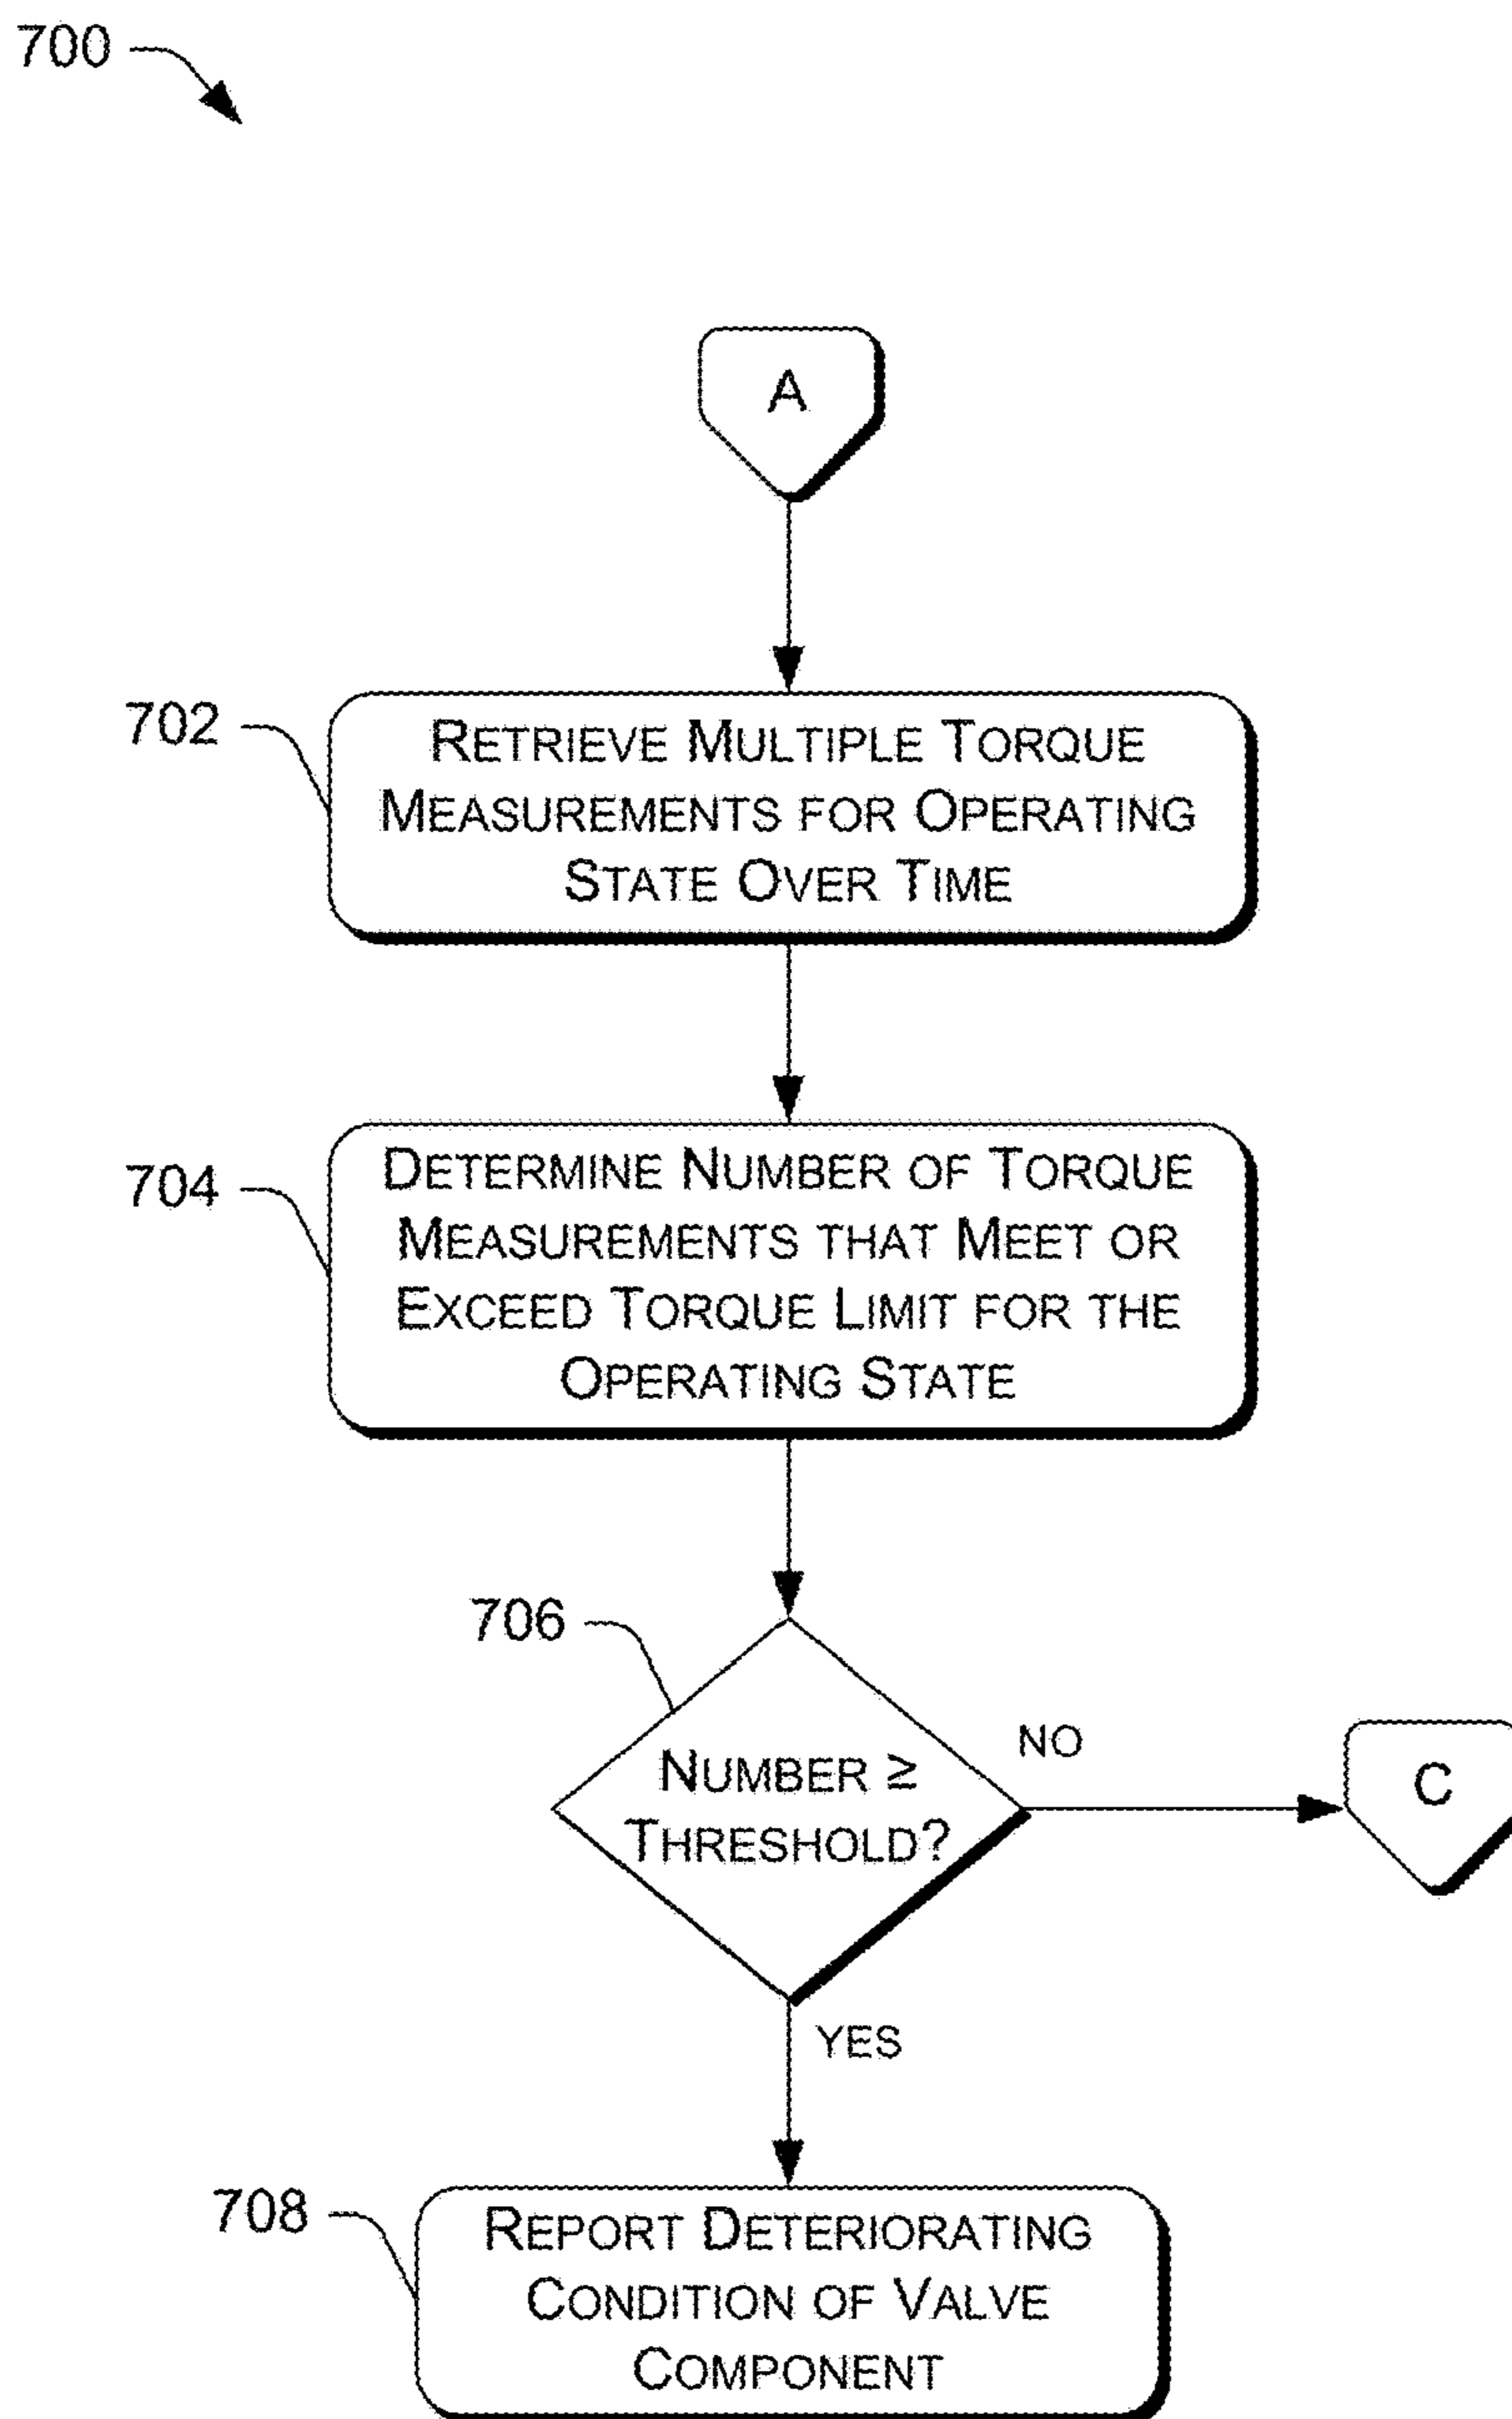 700
A
702
RETRIEVE MULTIPLE TORQUE
MEASUREMENTS FOR OPERATING
STATE OVER TIME
704
DETERMINE NUMBER OF TORQUE
MEASUREMENTS THAT MEET OR
EXCEED TORQUE LIMIT FOR THE
OPERATING STATE
706
NUMBER ≥
THRESHOLD?
NO
C
YES
708
REPORT DETERIORATING
CONDITION OF VALVE
COMPONENT